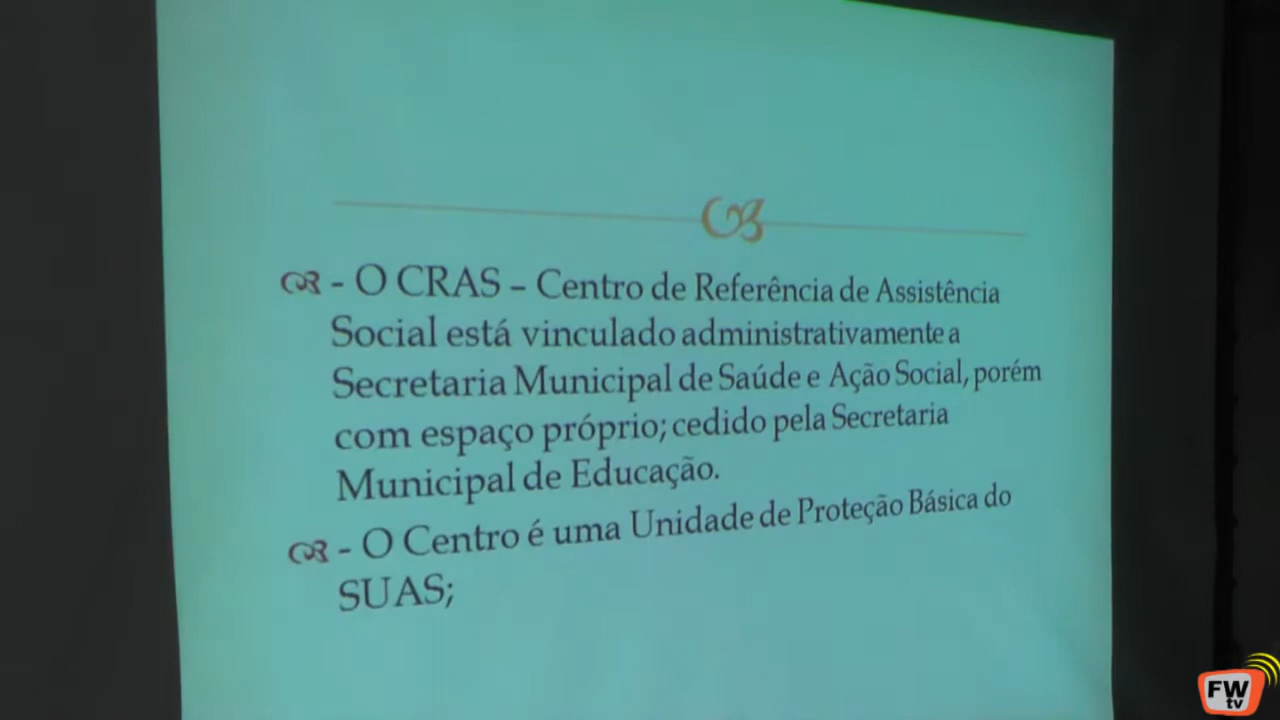 - O CRAS – Centro de Referência de Assistência
Social está vinculado administrativamente a
Secretaria Municipal de Saúde e Ação Social, porém
com espaço próprio; cedido pela Secretaria
Municipal de Educação.
- O Centro é uma Unidade de Proteção Básica do
SUAS;
FW
tv